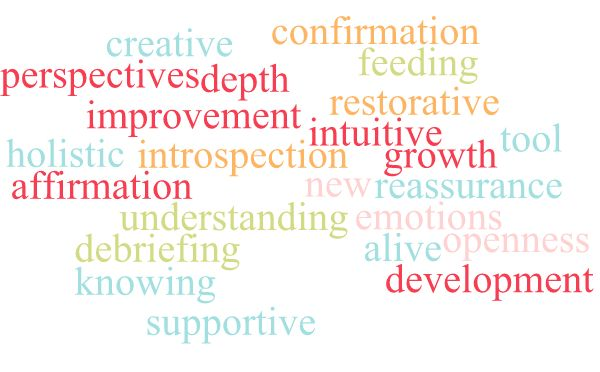 creative confirmation
feeding
perspectives depth
improvement restorative
intuitive tool
holistic introspection growth
affirmation new reassurance
understanding emotions
debriefing alive openness
knowing development
supportive